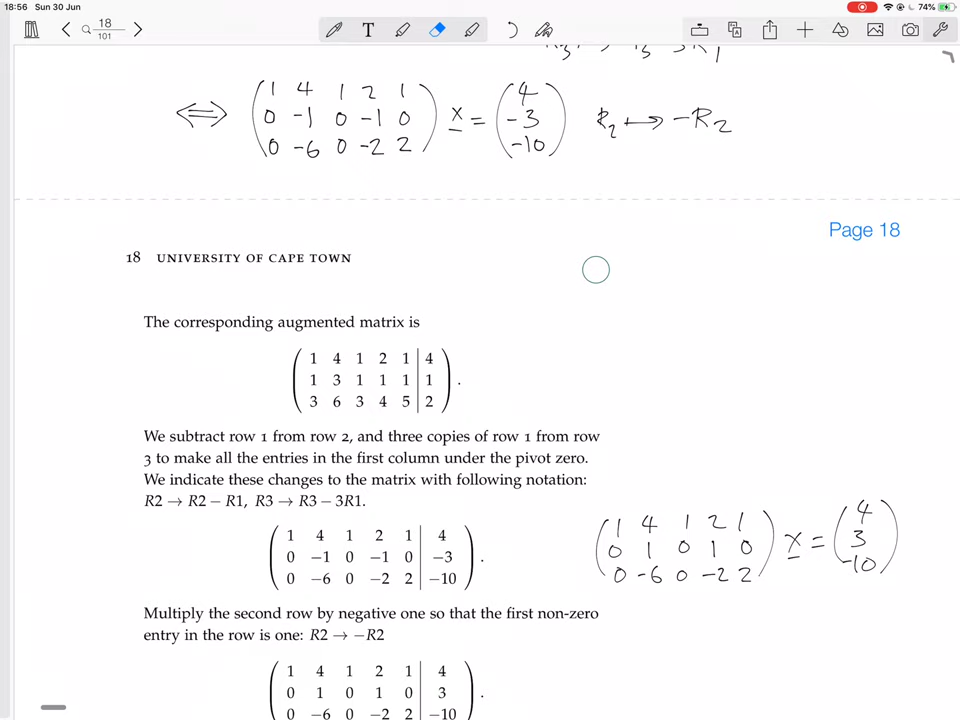 18:56 Sun 30 Jun 74%
18
101
T
⟺ (1 4 1 2 1
0 -1 0 -1 0
0 -6 0 -2 2) x = (4
-3
-10) R₂ ⟼ -R₂
Page 18
18 UNIVERSITY OF CAPE TOWN
The corresponding augmented matrix is
1 4 1 2 1 | 4
1 3 1 1 1 | 1
3 6 3 4 5 | 2 .
We subtract row 1 from row 2, and three copies of row 1 from row
3 to make all the entries in the first column under the pivot zero.
We indicate these changes to the matrix with following notation:
R2 → R2 − R1, R3 → R3 − 3R1.
1 4 1 2 1 | 4
0 −1 0 −1 0 | −3
0 −6 0 −2 2 | −10 .
(1 4 1 2 1
0 1 0 1 0
0 -6 0 -2 2) x = (4
3
-10)
Multiply the second row by negative one so that the first non-zero
entry in the row is one: R2 → −R2
1 4 1 2 1 | 4
0 1 0 1 0 | 3
0 −6 0 −2 2 | −10 .